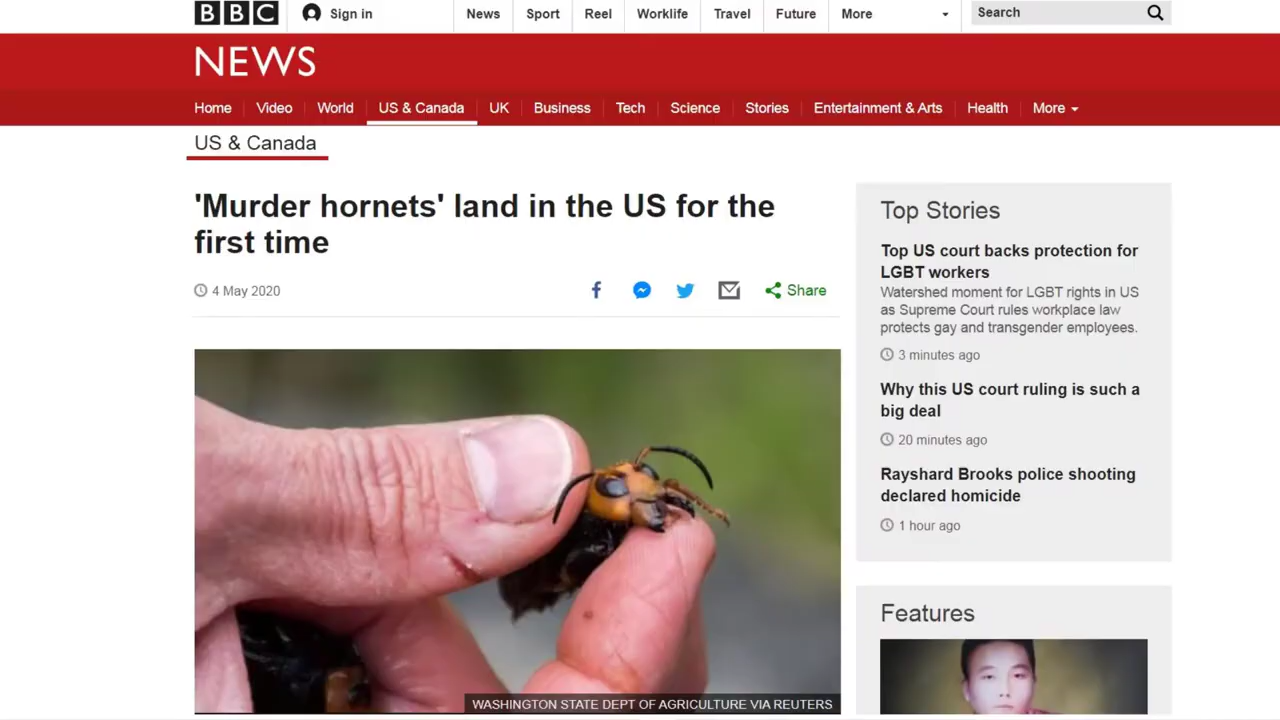 BBC Sign in News Sport Reel Worklife Travel Future More Search
NEWS
Home Video World US & Canada UK Business Tech Science Stories Entertainment & Arts Health More
US & Canada
'Murder hornets' land in the US for the
first time
4 May 2020
Share
WASHINGTON STATE DEPT OF AGRICULTURE VIA REUTERS
Top Stories
Top US court backs protection for
LGBT workers
Watershed moment for LGBT rights in US
as Supreme Court rules workplace law
protects gay and transgender employees.
3 minutes ago
Why this US court ruling is such a
big deal
20 minutes ago
Rayshard Brooks police shooting
declared homicide
1 hour ago
Features